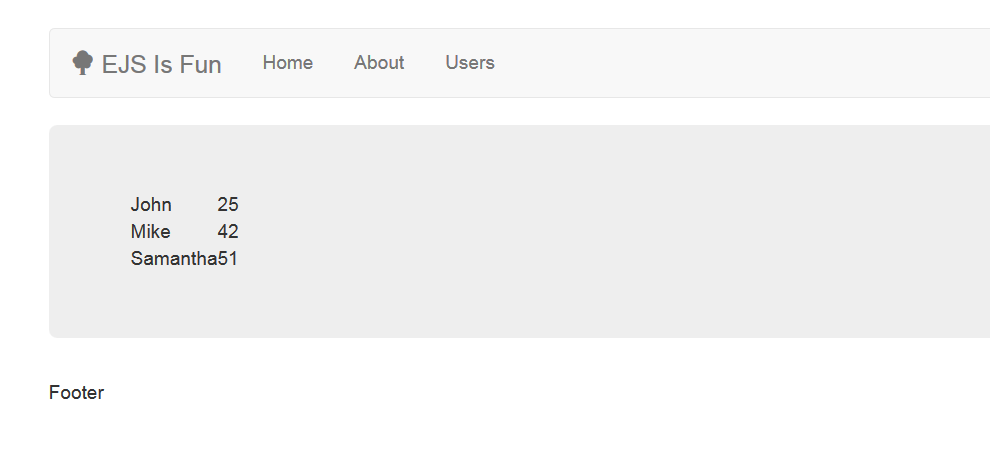 EJS Is Fun Home About Users
John 25
Mike 42
Samantha51
Footer